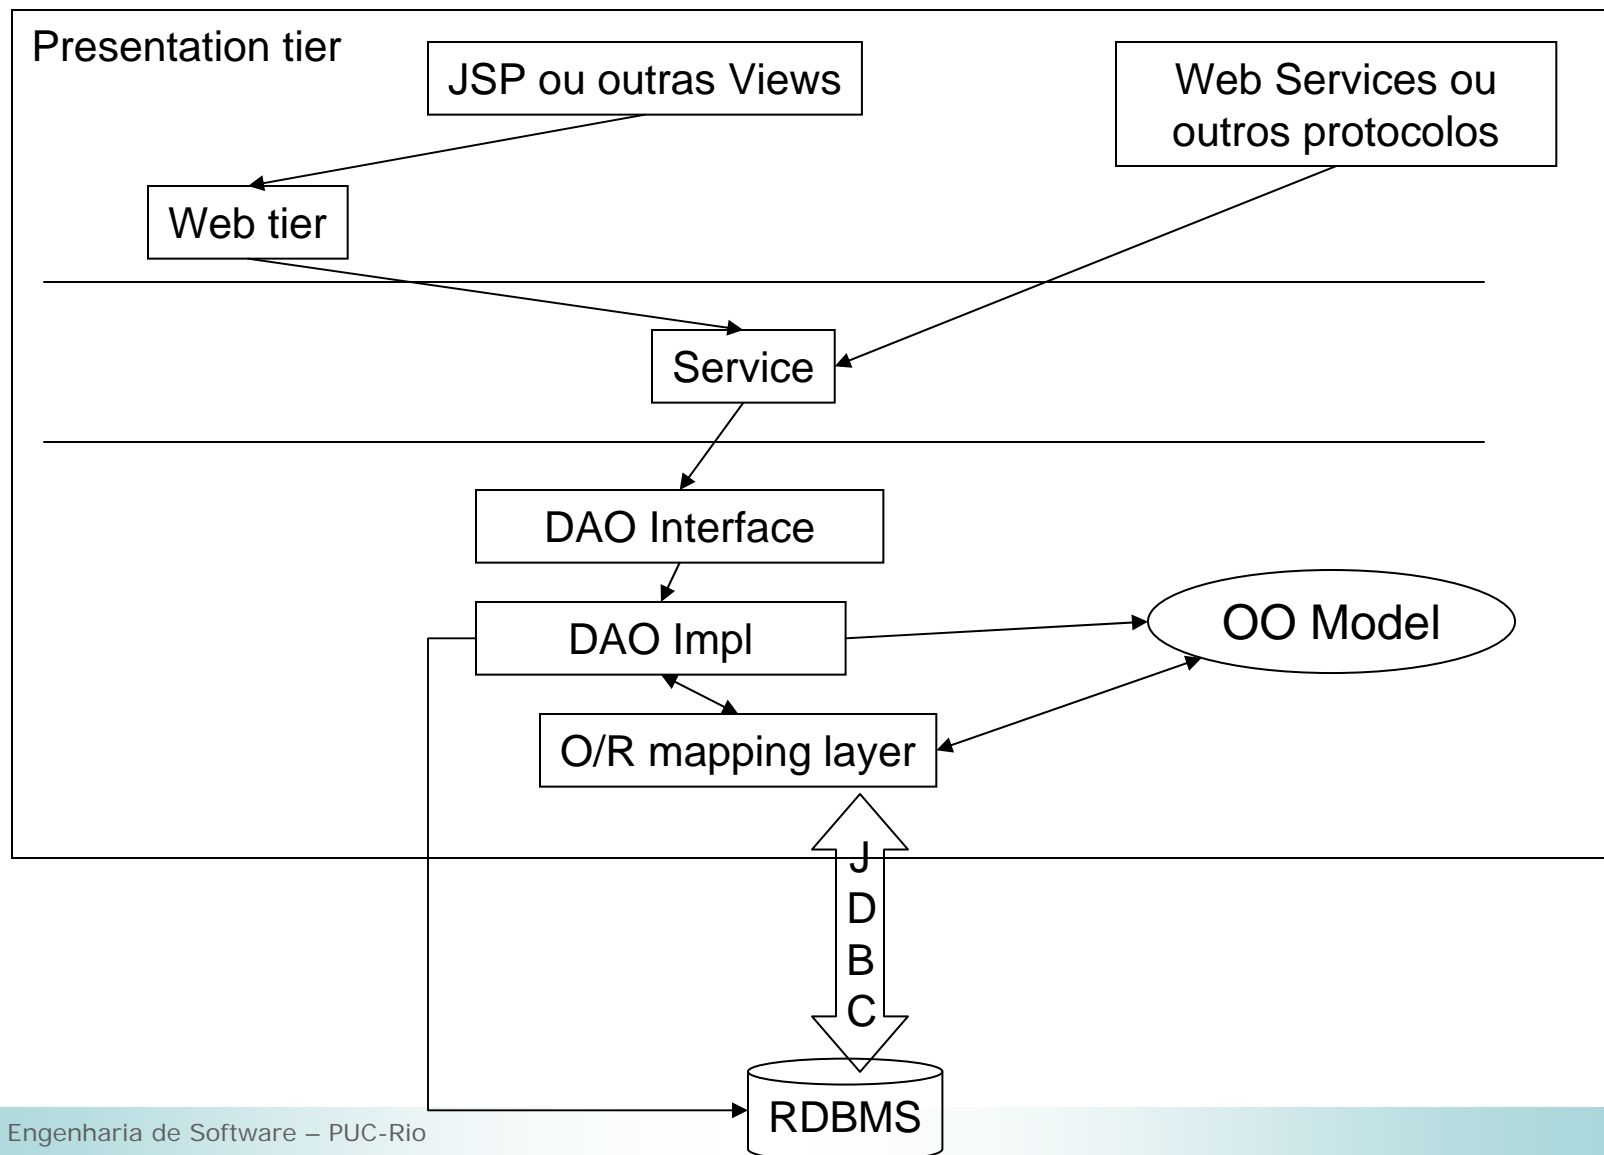 Presentation tier
JSP ou outras Views
Web Services ou
outros protocolos
Web tier
Service
DAO Interface
DAO Impl
OO Model
O/R mapping layer
J
D
B
C
RDBMS
Engenharia de Software – PUC-Rio